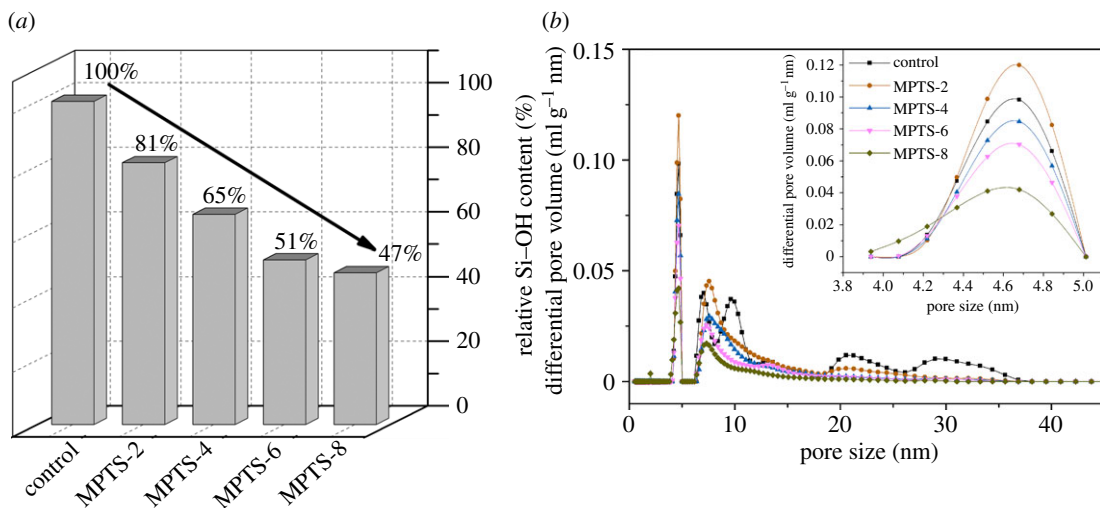 (a)
100%
81%
65%
51%
47%
100
80
60
40
20
0
relative Si–OH content (%)
control
MPTS-2
MPTS-4
MPTS-6
MPTS-8
(b)
0.15
0.10
0.05
0
differential pore volume (ml g⁻¹ nm)
0
10
20
30
40
pore size (nm)
0.12
0.10
0.08
0.06
0.04
0.02
0
differential pore volume (ml g⁻¹ nm)
control
MPTS-2
MPTS-4
MPTS-6
MPTS-8
3.8
4.0
4.2
4.4
4.6
4.8
5.0
pore size (nm)